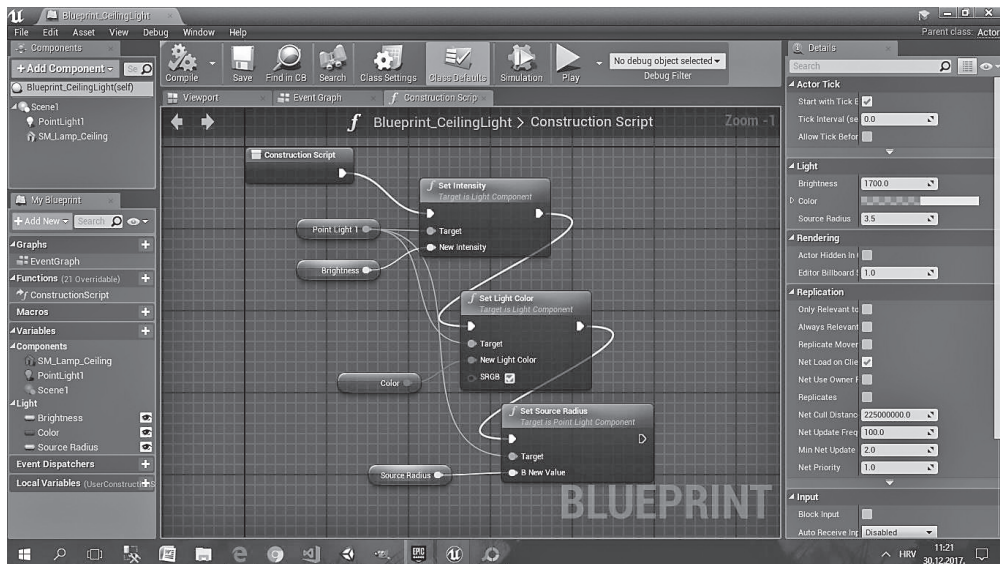 Blueprint_CeilingLight
File Edit Asset View Debug Window Help
Parent class: Actor
Components
+Add Component
Se
Blueprint_CeilingLight(self)
Scene1
PointLight1
SM_Lamp_Ceiling
My Blueprint
+Add New
Search
Graphs
EventGraph
Functions (21 Overridable)
ConstructionScript
Macros
Variables
Components
SM_Lamp_Ceiling
PointLight1
Scene1
Light
Brightness
Color
Source Radius
Event Dispatchers
Local Variables (UserConstructionS
Compile
Save
Find in CB
Search
Class Settings
Class Defaults
Simulation
Play
No debug object selected
Debug Filter
Viewport
Event Graph
Construction Scrip
Blueprint_CeilingLight > Construction Script
Zoom -1
Construction Script
Set Intensity
Target is Light Component
Target
New Intensity
Point Light 1
Brightness
Set Light Color
Target is Light Component
Target
New Light Color
SRGB
Color
Set Source Radius
Target is Point Light Component
Target
B New Value
Source Radius
BLUEPRINT
Details
Search
Actor Tick
Start with Tick E
Tick Interval (se 0.0
Allow Tick Befor
Light
Brightness 1700.0
Color
Source Radius 3.5
Rendering
Actor Hidden In
Editor Billboard 1.0
Replication
Only Relevant to
Always Relevant
Replicate Mover
Net Load on Clie
Net Use Owner F
Replicates
Net Cull Distanc 225000000.0
Net Update Freq 100.0
Min Net Update 2.0
Net Priority 1.0
Input
Block Input
Auto Receive Inp Disabled
EPIC
HRV
11:21
30.12.2017.